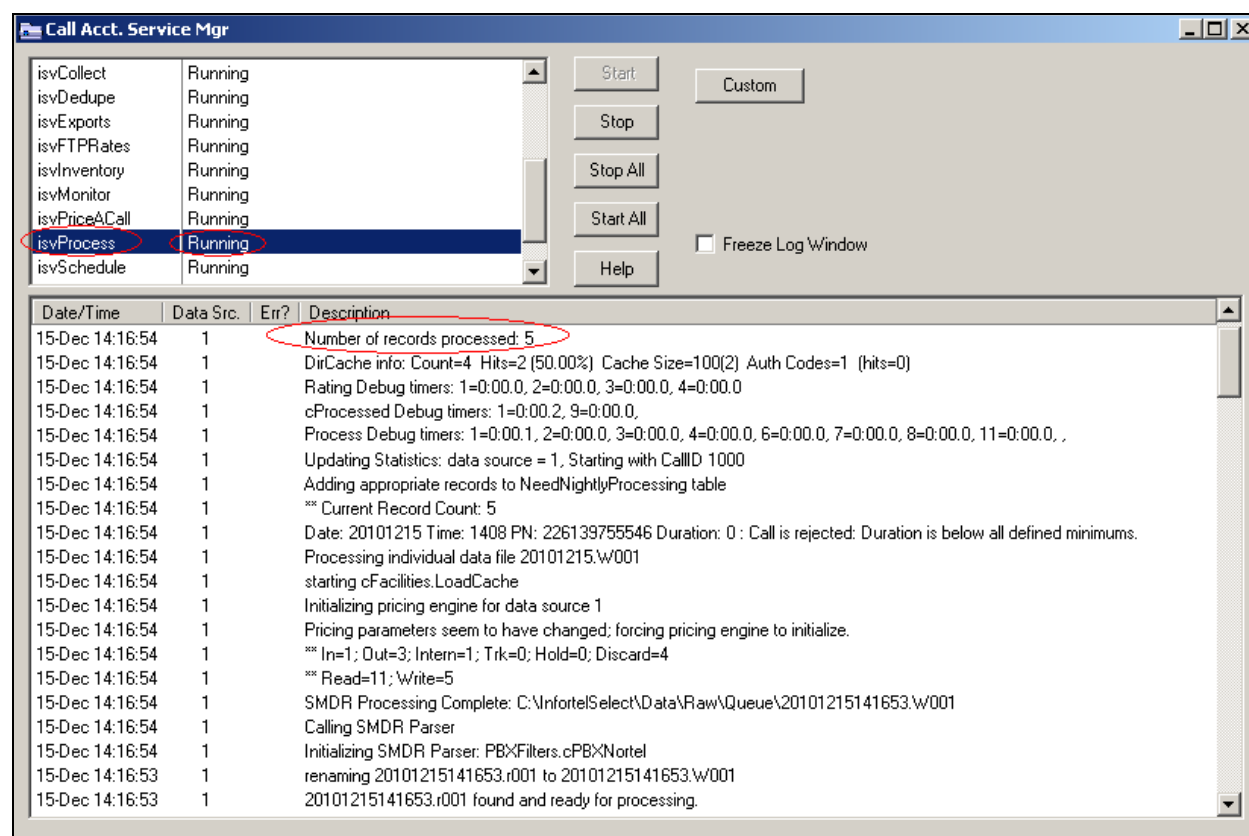 Call Acct. Service Mgr
isvCollect Running
isvDedupe Running
isvExports Running
isvFTPRates Running
isvInventory Running
isvMonitor Running
isvPriceACall Running
isvProcess Running
isvSchedule Running
Start
Stop
Stop All
Start All
Help
Custom
Freeze Log Window
Date/Time Data Src. Err? Description
15-Dec 14:16:54 1 Number of records processed: 5
15-Dec 14:16:54 1 DirCache info: Count=4 Hits=2 (50.00%) Cache Size=100(2) Auth Codes=1 (hits=0)
15-Dec 14:16:54 1 Rating Debug timers: 1=0:00.0, 2=0:00.0, 3=0:00.0, 4=0:00.0
15-Dec 14:16:54 1 cProcessed Debug timers: 1=0:00.2, 9=0:00.0,
15-Dec 14:16:54 1 Process Debug timers: 1=0:00.1, 2=0:00.0, 3=0:00.0, 4=0:00.0, 6=0:00.0, 7=0:00.0, 8=0:00.0, 11=0:00.0, ,
15-Dec 14:16:54 1 Updating Statistics: data source = 1, Starting with CallID 1000
15-Dec 14:16:54 1 Adding appropriate records to NeedNightlyProcessing table
15-Dec 14:16:54 1 ** Current Record Count: 5
15-Dec 14:16:54 1 Date: 20101215 Time: 1408 PN: 226139755546 Duration: 0 : Call is rejected: Duration is below all defined minimums.
15-Dec 14:16:54 1 Processing individual data file 20101215.W001
15-Dec 14:16:54 1 starting cFacilities.LoadCache
15-Dec 14:16:54 1 Initializing pricing engine for data source 1
15-Dec 14:16:54 1 Pricing parameters seem to have changed; forcing pricing engine to initialize.
15-Dec 14:16:54 1 ** In=1; Out=3; Intern=1; Trk=0; Hold=0; Discard=4
15-Dec 14:16:54 1 ** Read=11; Write=5
15-Dec 14:16:54 1 SMDR Processing Complete: C:\InfortelSelect\Data\Raw\Queue\20101215141653.W001
15-Dec 14:16:54 1 Calling SMDR Parser
15-Dec 14:16:54 1 Initializing SMDR Parser: PBXFilters.cPBXNortel
15-Dec 14:16:53 1 renaming 20101215141653.r001 to 20101215141653.W001
15-Dec 14:16:53 1 20101215141653.r001 found and ready for processing.